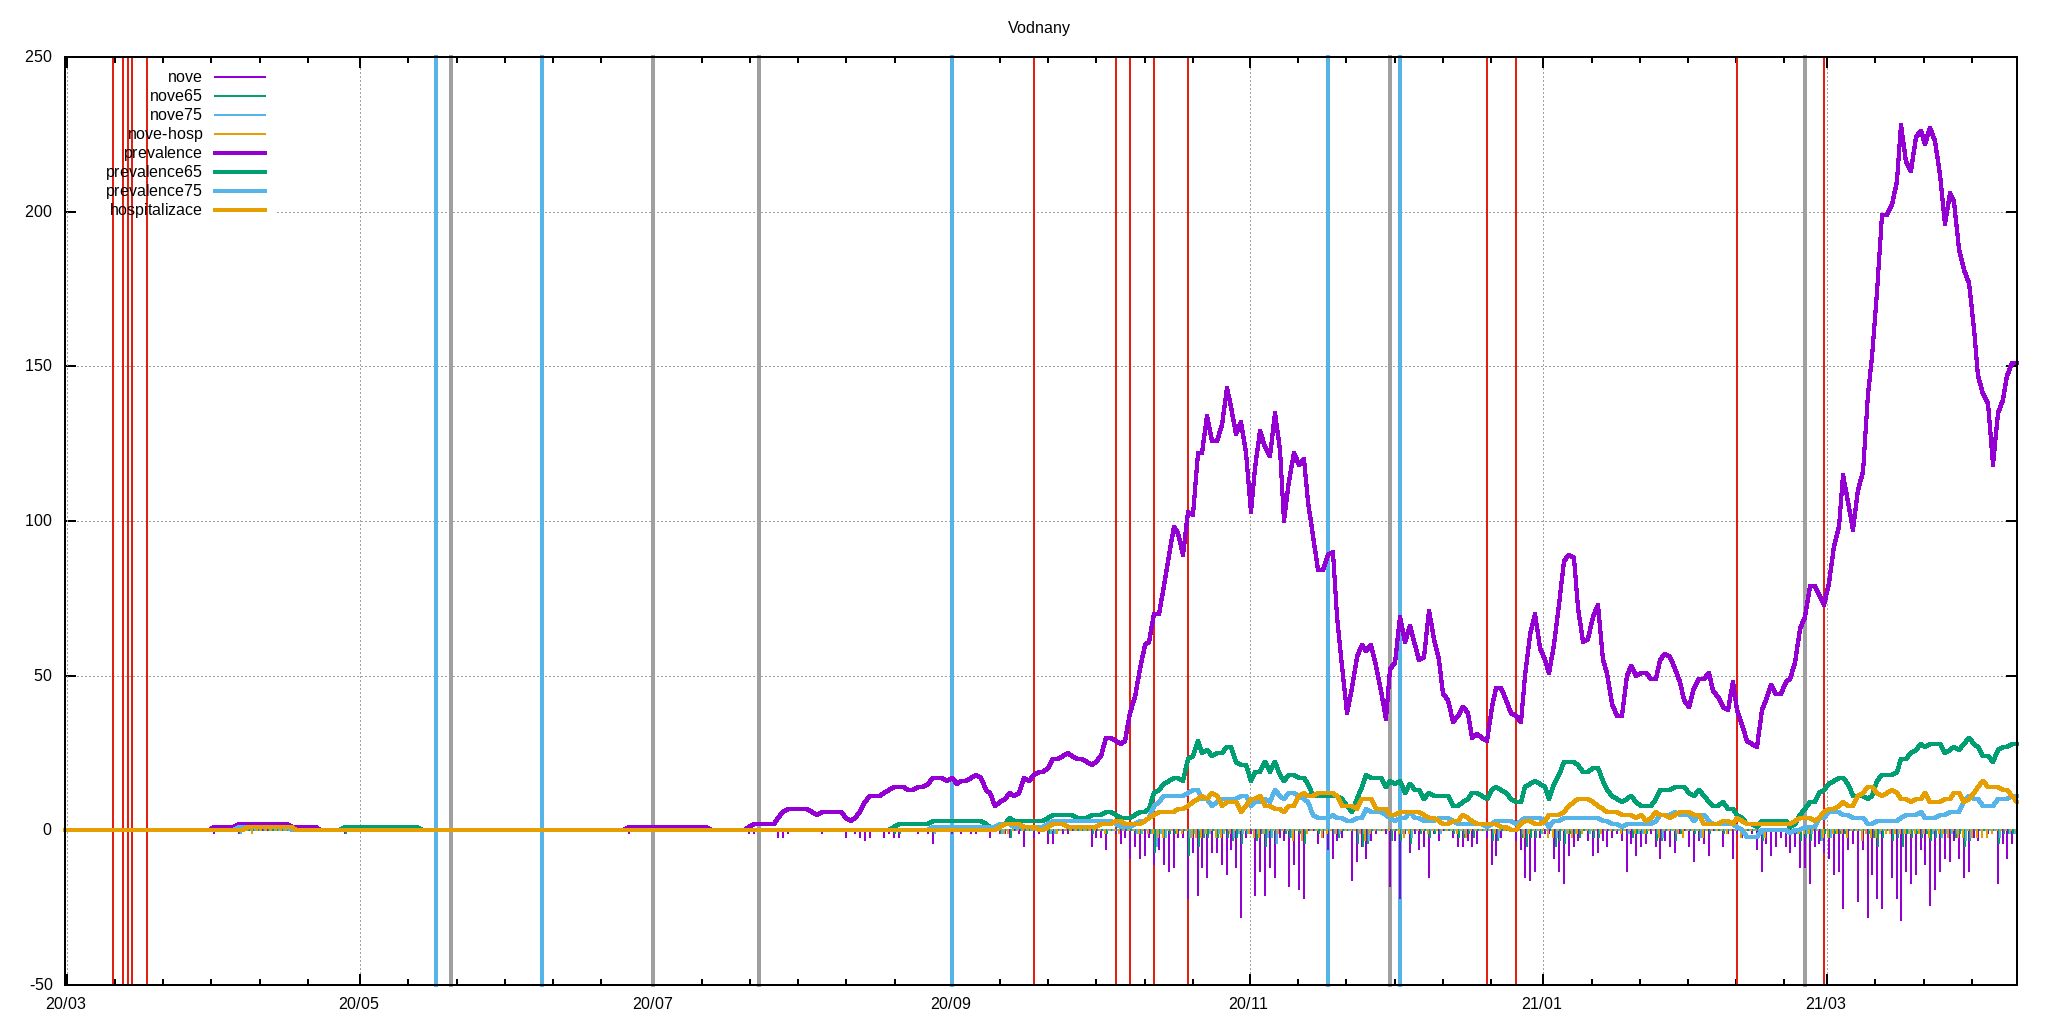 Vodnany
250
200
150
100
50
0
-50
nove
nove65
nove75
nove-hosp
prevalence
prevalence65
prevalence75
hospitalizace
20/03 20/05 20/07 20/09 20/11 21/01 21/03